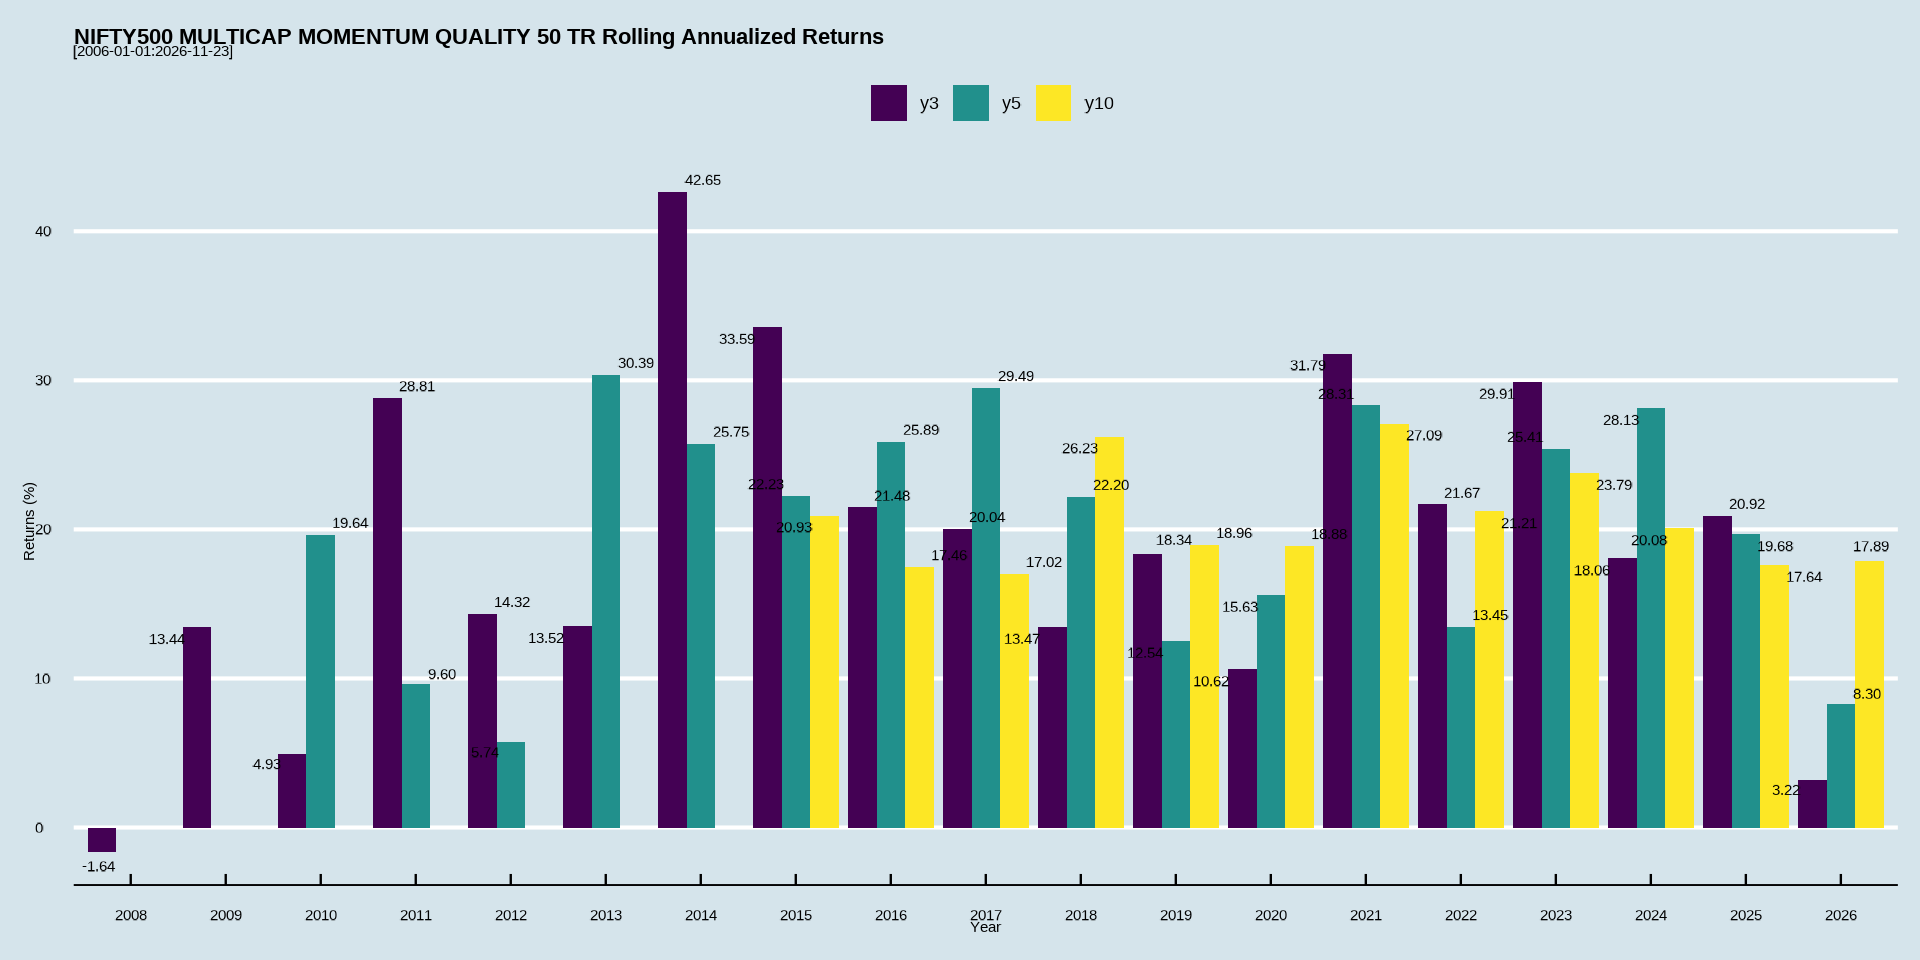 NIFTY500 MULTICAP MOMENTUM QUALITY 50 TR Rolling Annualized Returns
[2006-01-01:2026-11-23]
y3 y5 y10
Returns (%)
40
30
20
10
0
-1.64
13.44
4.93 19.64
28.81 9.60
14.32 5.74
13.52 30.39
42.65 25.75
33.59 22.23 20.93
21.48 25.89 17.46
20.04 29.49 17.02
13.47 22.20 26.23
18.34 12.54 18.96
10.62 15.63 18.88
31.79 28.31 27.09
21.67 13.45 21.21
29.91 25.41 23.79
18.06 28.13 20.08
20.92 19.68 17.64
3.22 8.30 17.89
2008 2009 2010 2011 2012 2013 2014 2015 2016 2017 2018 2019 2020 2021 2022 2023 2024 2025 2026
Year